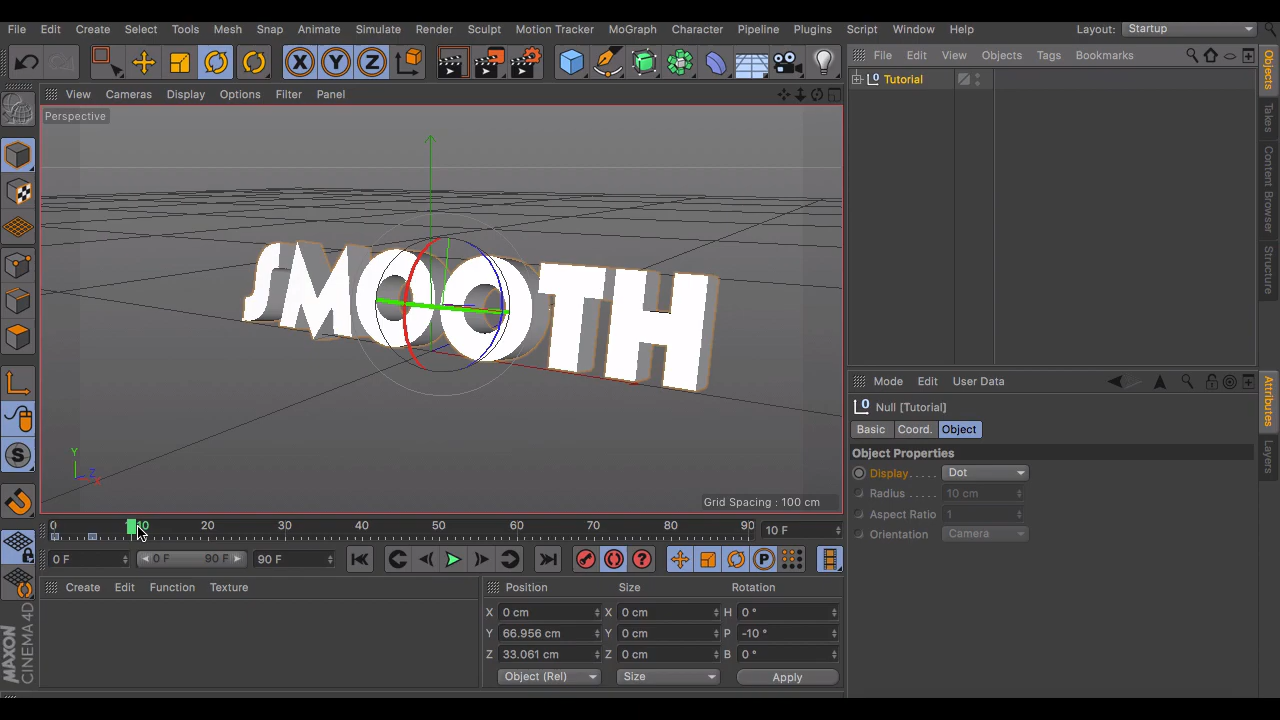 File Edit Create Select Tools Mesh Snap Animate Simulate Render Sculpt Motion Tracker MoGraph Character Pipeline Plugins Script Window Help Layout: Startup
X Y Z
File Edit View Objects Tags Bookmarks
Tutorial
View Cameras Display Options Filter Panel
Perspective
SMOOTH
Y
Z
X
Grid Spacing : 100 cm
Objects
Takes
Content Browser
Structure
Mode Edit User Data
Null [Tutorial]
Basic Coord. Object
Object Properties
Display Dot
Radius 10 cm
Aspect Ratio 1
Orientation Camera
Attributes
Layers
0 10 20 30 40 50 60 70 80 90 10 F
0 F 0 F 90 F 90 F
Create Edit Function Texture
Position Size Rotation
X 0 cm X 0 cm H 0 °
Y 66.956 cm Y 0 cm P -10 °
Z 33.061 cm Z 0 cm B 0 °
Object (Rel) Size Apply
MAXON
CINEMA4D